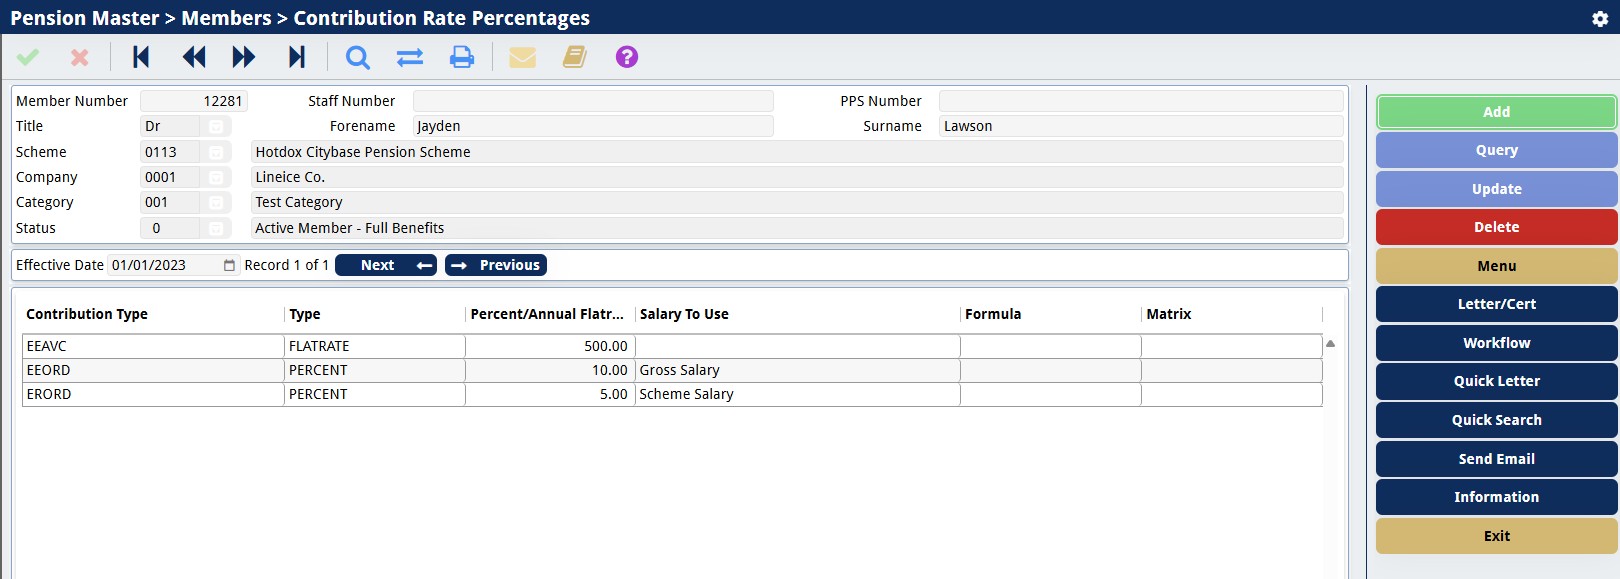 Pension Master > Members > Contribution Rate Percentages
?
Member Number 12281 Staff Number PPS Number
Title Dr Forename Jayden Surname Lawson
Scheme 0113 Hotdox Citybase Pension Scheme
Company 0001 Lineice Co.
Category 001 Test Category
Status 0 Active Member - Full Benefits
Effective Date 01/01/2023 Record 1 of 1 Next ← → Previous
Contribution Type Type Percent/Annual Flatr... Salary To Use Formula Matrix
EEAVC FLATRATE 500.00
EEORD PERCENT 10.00 Gross Salary
ERORD PERCENT 5.00 Scheme Salary
Add
Query
Update
Delete
Menu
Letter/Cert
Workflow
Quick Letter
Quick Search
Send Email
Information
Exit